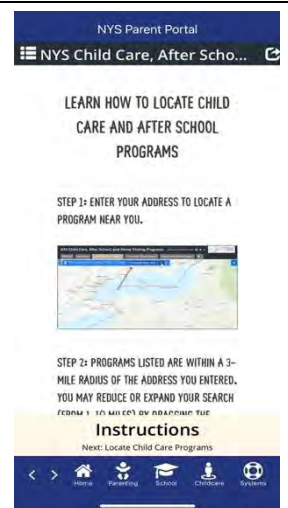 NYS Parent Portal
NYS Child Care, After Scho...
LEARN HOW TO LOCATE CHILD
CARE AND AFTER SCHOOL
PROGRAMS
STEP 1: ENTER YOUR ADDRESS TO LOCATE A
PROGRAM NEAR YOU.
STEP 2: PROGRAMS LISTED ARE WITHIN A 3-
MILE RADIUS OF THE ADDRESS YOU ENTERED.
YOU MAY REDUCE OR EXPAND YOUR SEARCH
(FROM 1-10 MILES) BY DRAGGING THE
Instructions
Next: Locate Child Care Programs
< > Home Parenting School Childcare Systems